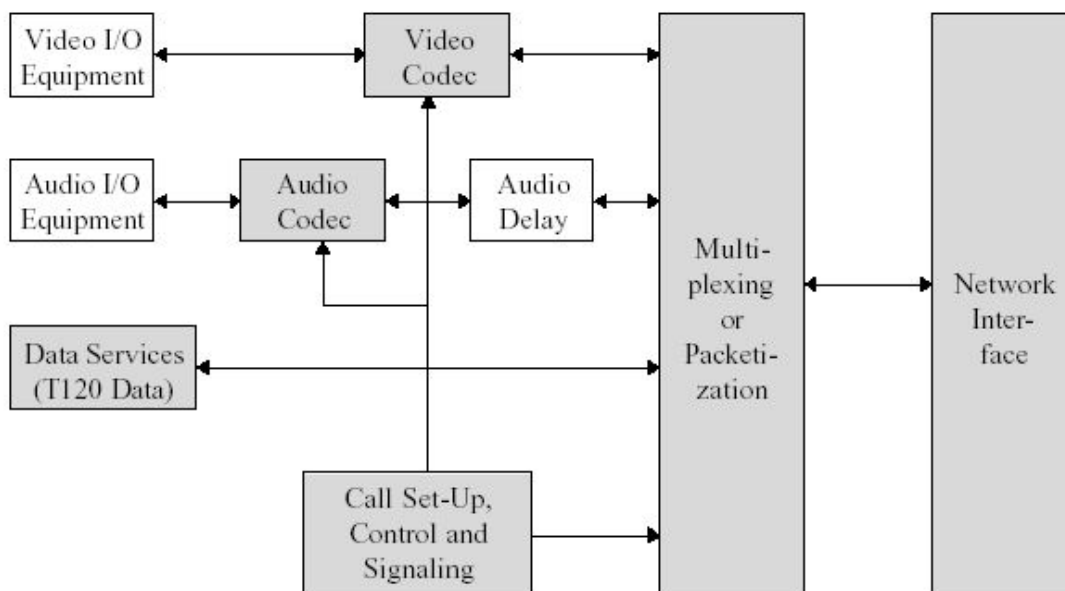 Video I/O
Equipment
Video
Codec
Audio I/O
Equipment
Audio
Codec
Audio
Delay
Data Services
(T120 Data)
Call Set-Up,
Control and
Signaling
Multi-
plexing
or
Packeti-
zation
Network
Inter-
face